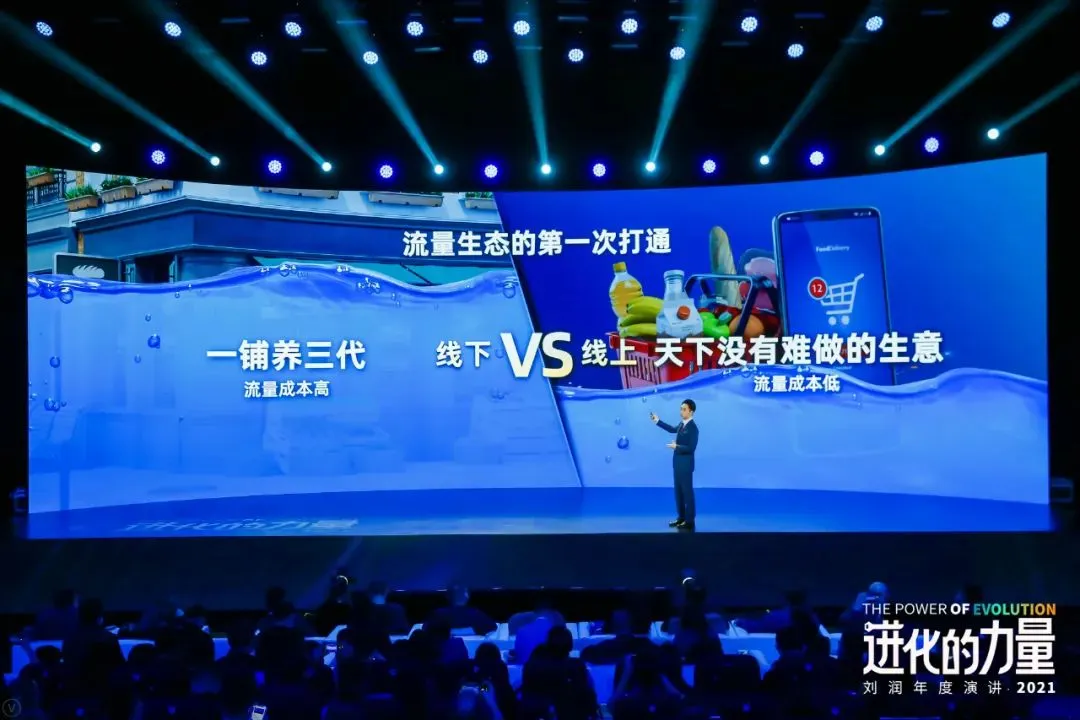 流量生态的第一次打通
FoodDelivery
12
一铺养三代
流量成本高
线下 VS 线上
天下没有难做的生意
流量成本低
进化的力量
THE POWER OF EVOLUTION
进化的力量
刘润年度演讲·2021
V